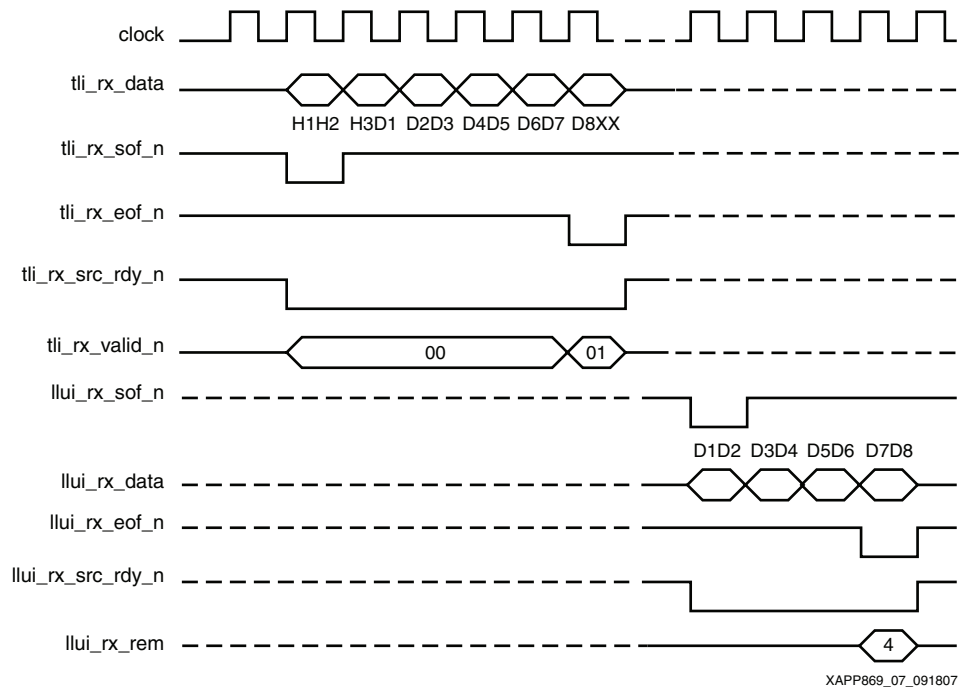 clock
tli_rx_data
H1H2 H3D1 D2D3 D4D5 D6D7 D8XX
tli_rx_sof_n
tli_rx_eof_n
tli_rx_src_rdy_n
tli_rx_valid_n 00 01
llui_rx_sof_n
D1D2 D3D4 D5D6 D7D8
llui_rx_data
llui_rx_eof_n
llui_rx_src_rdy_n
llui_rx_rem 4
XAPP869_07_091807